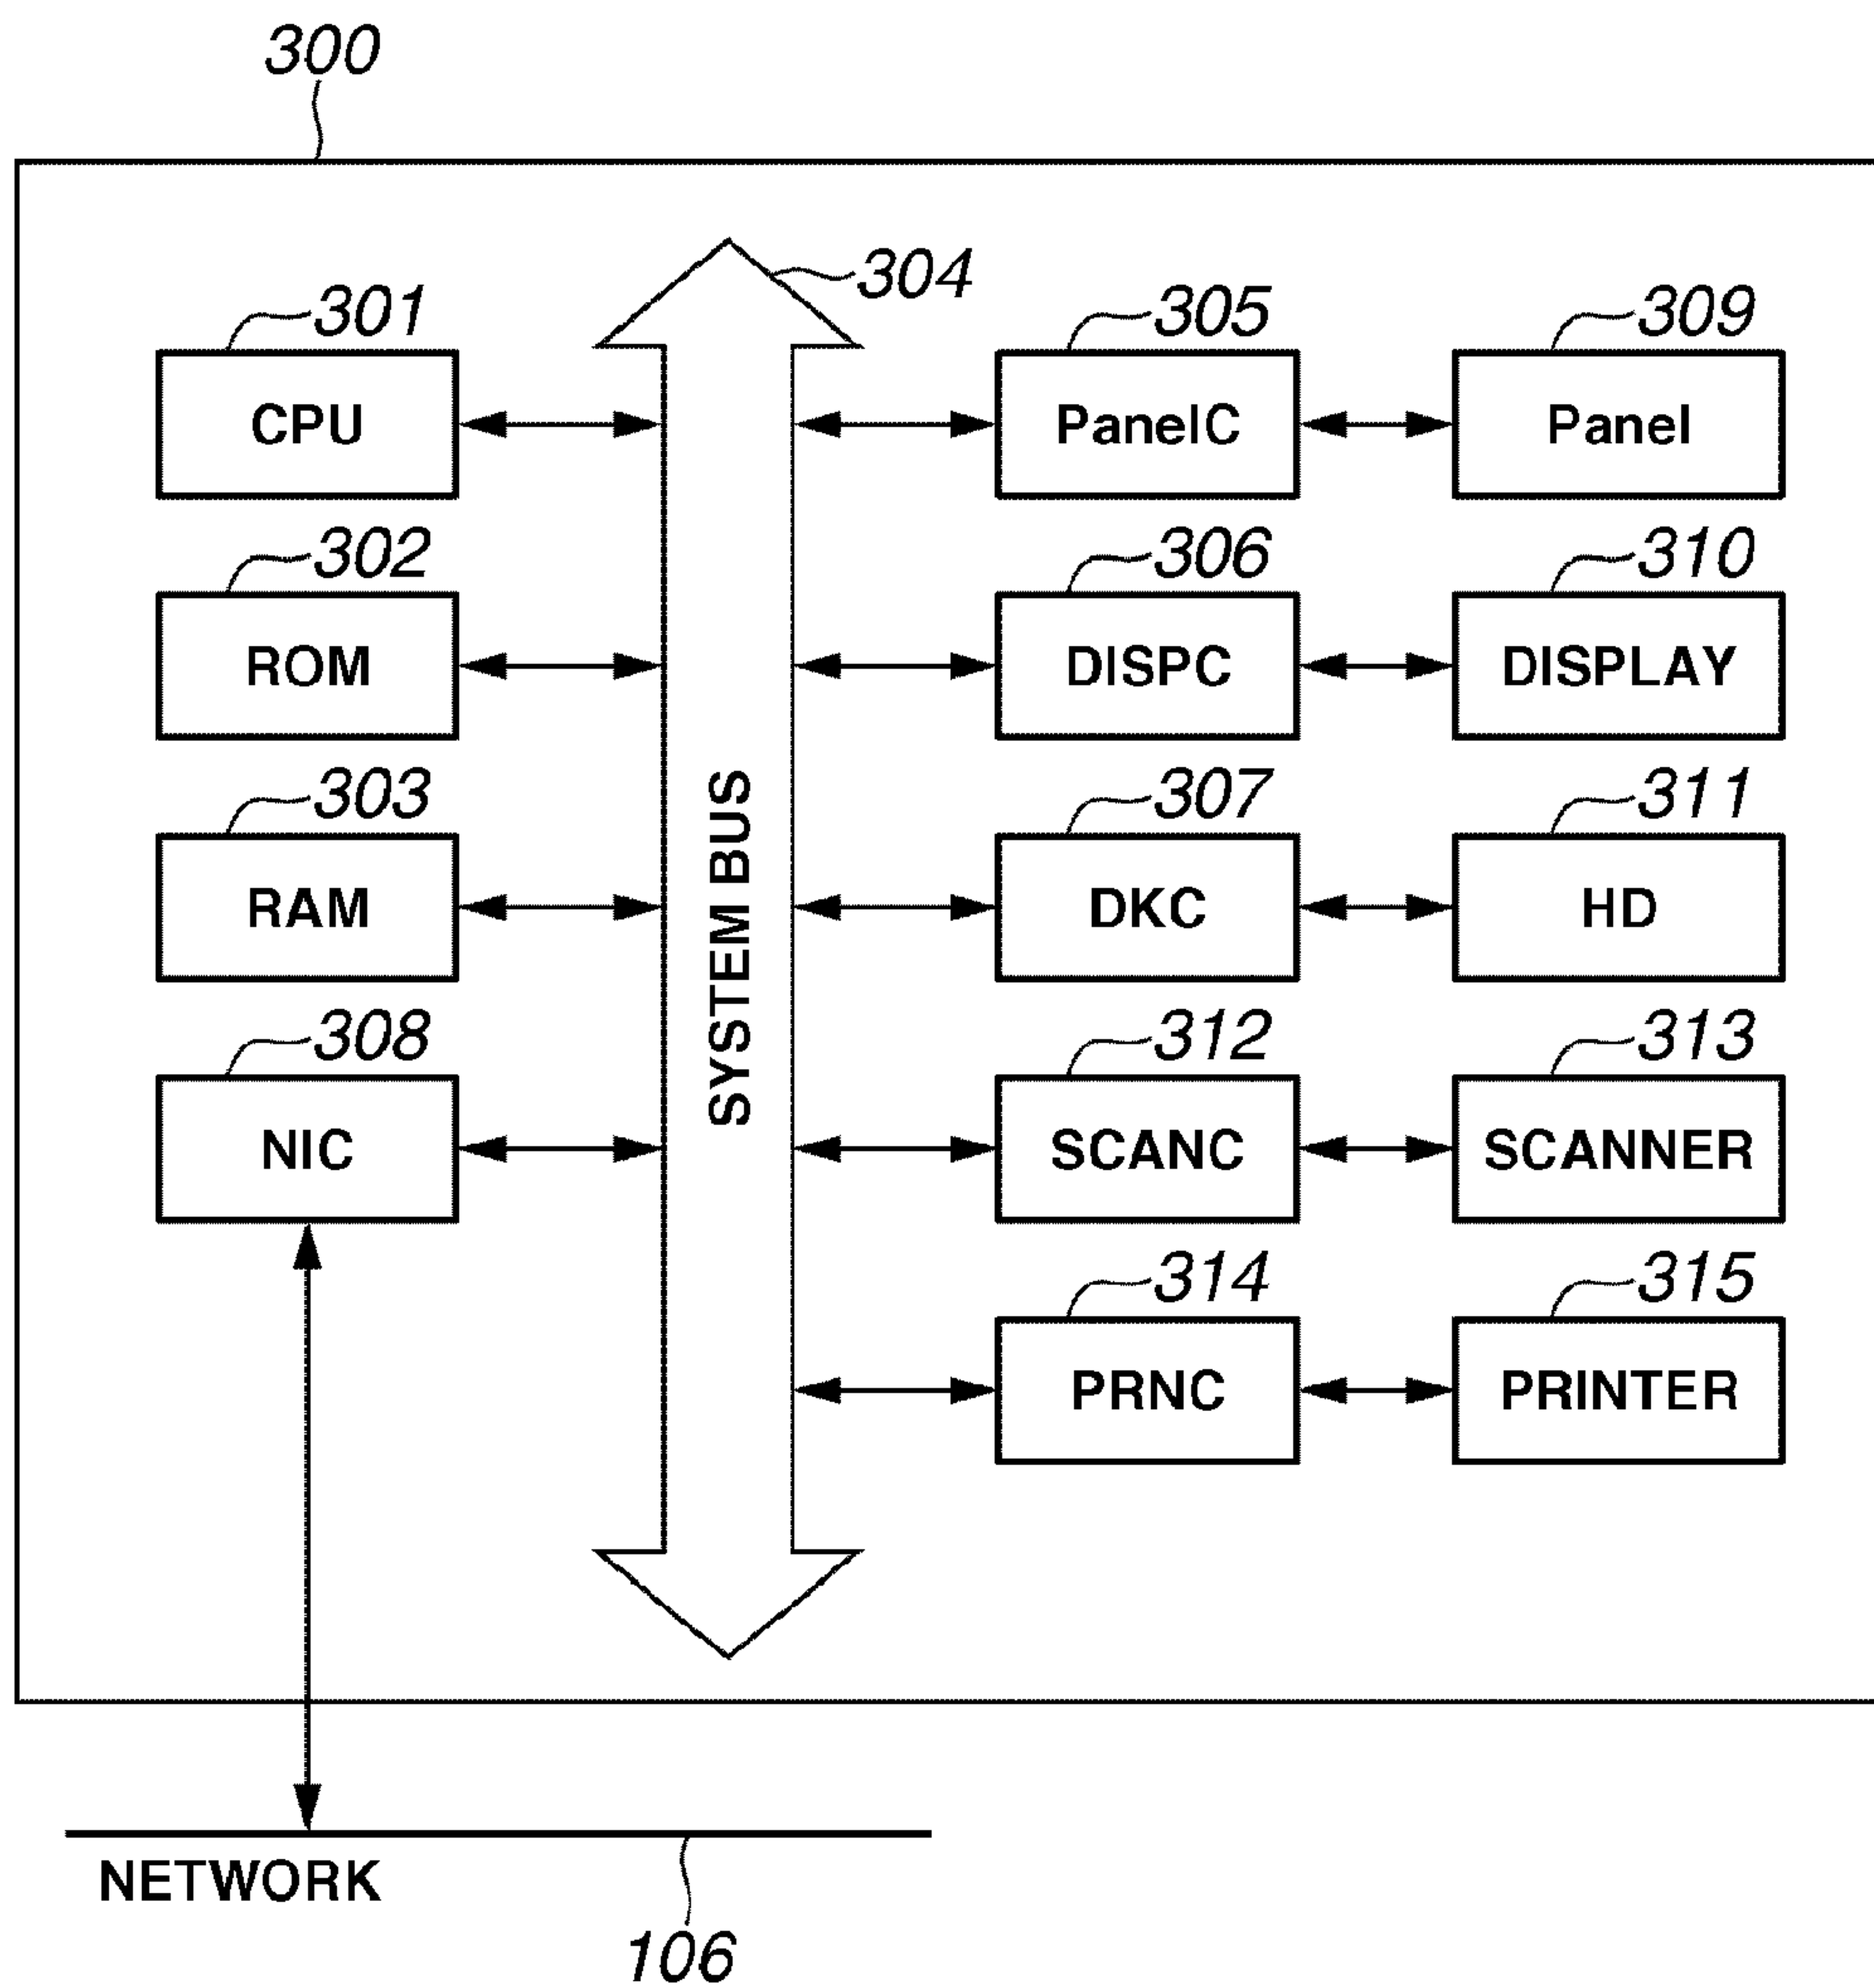 300
304
301
305
309
CPU
PanelC
Panel
302
306
310
ROM
DISPC
DISPLAY
303
307
311
RAM
DKC
HD
SYSTEM BUS
308
312
313
NIC
SCANC
SCANNER
314
315
PRNC
PRINTER
NETWORK
106